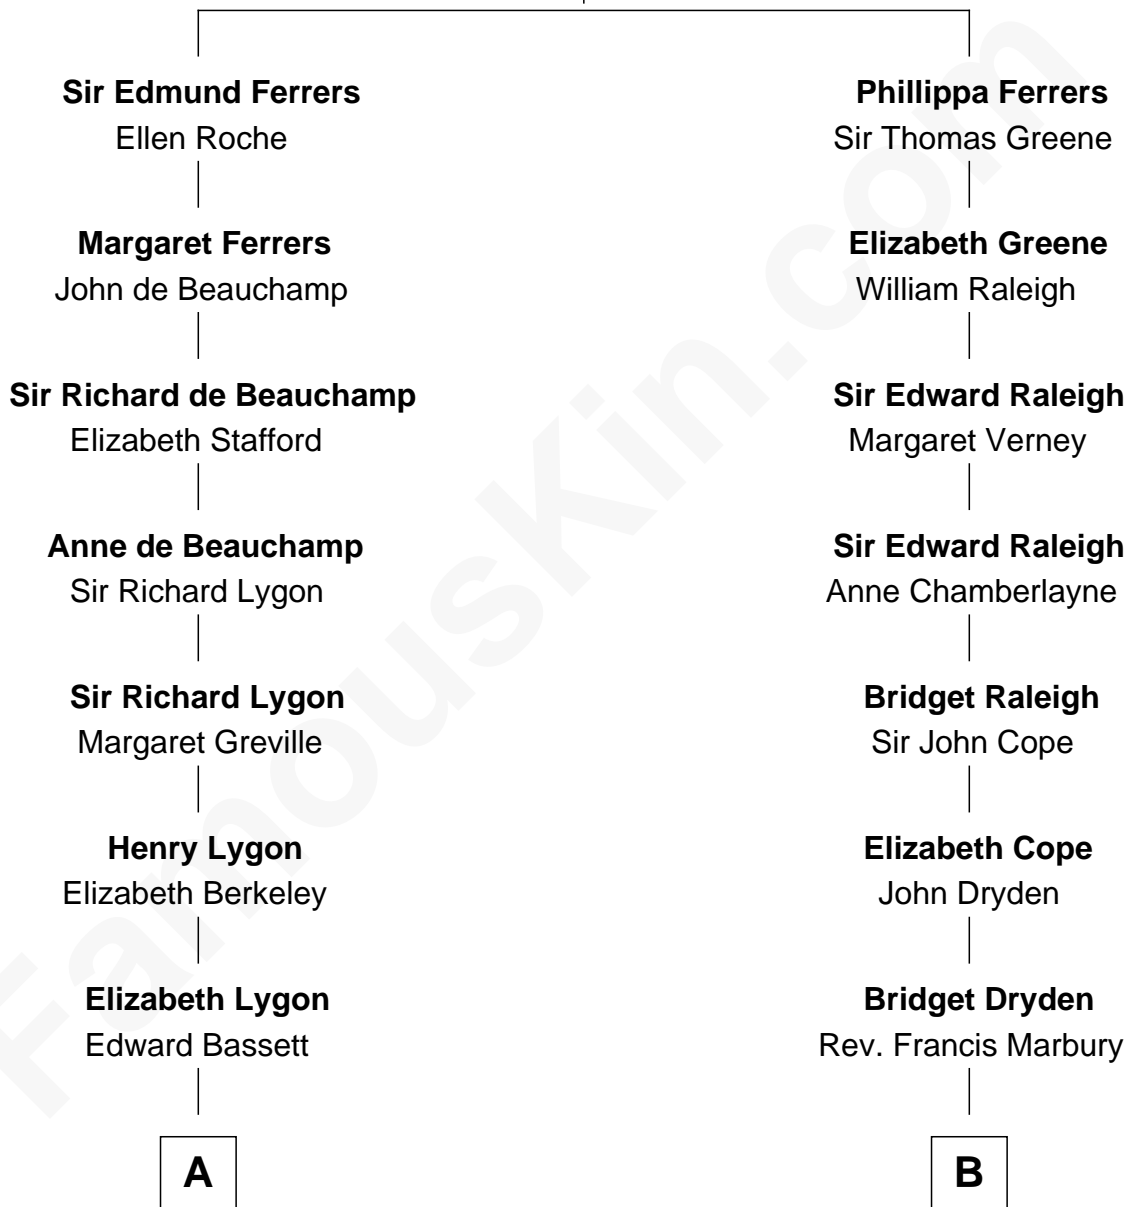 Sir Edmund Ferrers
Ellen Roche
Margaret Ferrers
John de Beauchamp
Sir Richard de Beauchamp
Elizabeth Stafford
Anne de Beauchamp
Sir Richard Lygon
Sir Richard Lygon
Margaret Greville
Henry Lygon
Elizabeth Berkeley
Elizabeth Lygon
Edward Bassett
A
Phillippa Ferrers
Sir Thomas Greene
Elizabeth Greene
William Raleigh
Sir Edward Raleigh
Margaret Verney
Sir Edward Raleigh
Anne Chamberlayne
Bridget Raleigh
Sir John Cope
Elizabeth Cope
John Dryden
Bridget Dryden
Rev. Francis Marbury
B
FamousKin.com